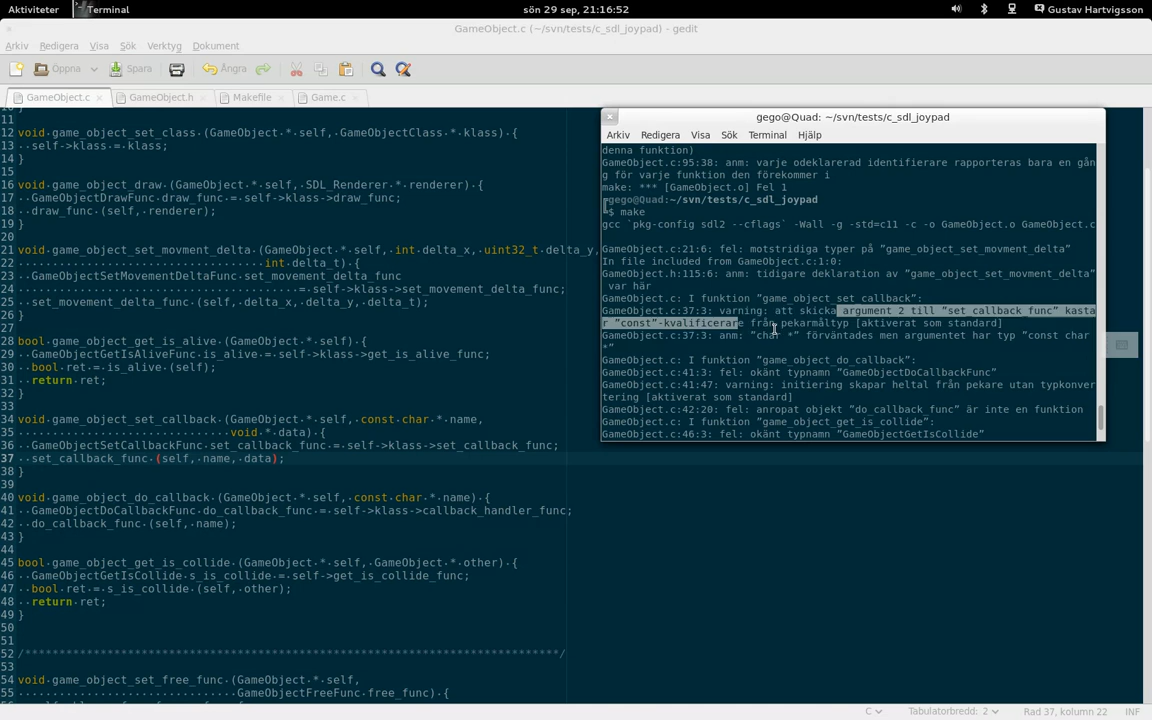 Aktiviteter
Terminal
sön 29 sep, 21:16:52
Gustav Hartvigsson
GameObject.c (~/svn/tests/c_sdl_joypad) - gedit
Arkiv Redigera Visa Sök Verktyg Dokument
Öppna Spara Ångra
GameObject.c GameObject.h Makefile Game.c
11
12 void·game_object_set_class·(GameObject·*·self,·GameObjectClass·*·klass)·{
13 ··self->klass·=·klass;
14 }
15
16 void·game_object_draw·(GameObject·*·self,·SDL_Renderer·*·renderer)·{
17 ··GameObjectDrawFunc·draw_func·=·self->klass->draw_func;
18 ··draw_func·(self,·renderer);
19 }
20
21 void·game_object_set_movment_delta·(GameObject·*·self,·int·delta_x,·uint32_t·delta_y,
22 ····································int·delta_t)·{
23 ··GameObjectSetMovementDeltaFunc·set_movement_delta_func
24 ··········································=·self->klass->set_movement_delta_func;
25 ··set_movement_delta_func·(self,·delta_x,·delta_y,·delta_t);
26 }
27
28 bool·game_object_get_is_alive·(GameObject·*·self)·{
29 ··GameObjectGetIsAliveFunc·is_alive·=·self->klass->get_is_alive_func;
30 ··bool·ret·=·is_alive·(self);
31 ··return·ret;
32 }
33
34 void·game_object_set_callback·(GameObject·*·self,·const·char·*·name,
35 ·······························void·*·data)·{
36 ··GameObjectSetCallbackFunc·set_callback_func·=·self->klass->set_callback_func;
37 ··set_callback_func·(self,·name,·data);
38 }
39
40 void·game_object_do_callback·(GameObject·*·self,·const·char·*·name)·{
41 ··GameObjectDoCallbackFunc·do_callback_func·=·self->klass->callback_handler_func;
42 ··do_callback_func·(self,·name);
43 }
44
45 bool·game_object_get_is_collide·(GameObject·*·self,·GameObject·*·other)·{
46 ··GameObjectGetIsCollide·s_is_collide·=·self->get_is_collide_func;
47 ··bool·ret·=·s_is_collide·(self,·other);
48 ··return·ret;
49 }
50
51
52 /*************************************************************************/
53
54 void·game_object_set_free_func·(GameObject·*·self,
55 ································GameObjectFreeFunc·free_func)·{
C Tabulatorbredd: 2 Rad 37, kolumn 22 INF
gego@Quad: ~/svn/tests/c_sdl_joypad
Arkiv Redigera Visa Sök Terminal Hjälp
denna funktion)
GameObject.c:95:38: anm: varje odeklarerad identifierare rapporteras bara en gån
g för varje funktion den förekommer i
make: *** [GameObject.o] Fel 1
gego@Quad:~/svn/tests/c_sdl_joypad
$ make
gcc `pkg-config sdl2 --cflags` -Wall -g -std=c11 -c -o GameObject.o GameObject.c
GameObject.c:21:6: fel: motstridiga typer på ”game_object_set_movment_delta”
In file included from GameObject.c:1:0:
GameObject.h:115:6: anm: tidigare deklaration av ”game_object_set_movment_delta”
var här
GameObject.c: I funktion ”game_object_set_callback”:
GameObject.c:37:3: varning: att skicka argument 2 till ”set_callback_func” kasta
r ”const”-kvalificerare från pekarmåltyp [aktiverat som standard]
GameObject.c:37:3: anm: ”char *” förväntades men argumentet har typ ”const char
*”
GameObject.c: I funktion ”game_object_do_callback”:
GameObject.c:41:3: fel: okänt typnamn ”GameObjectDoCallbackFunc”
GameObject.c:41:47: varning: initiering skapar heltal från pekare utan typkonver
tering [aktiverat som standard]
GameObject.c:42:20: fel: anropat objekt ”do_callback_func” är inte en funktion
GameObject.c: I funktion ”game_object_get_is_collide”:
GameObject.c:46:3: fel: okänt typnamn ”GameObjectGetIsCollide”